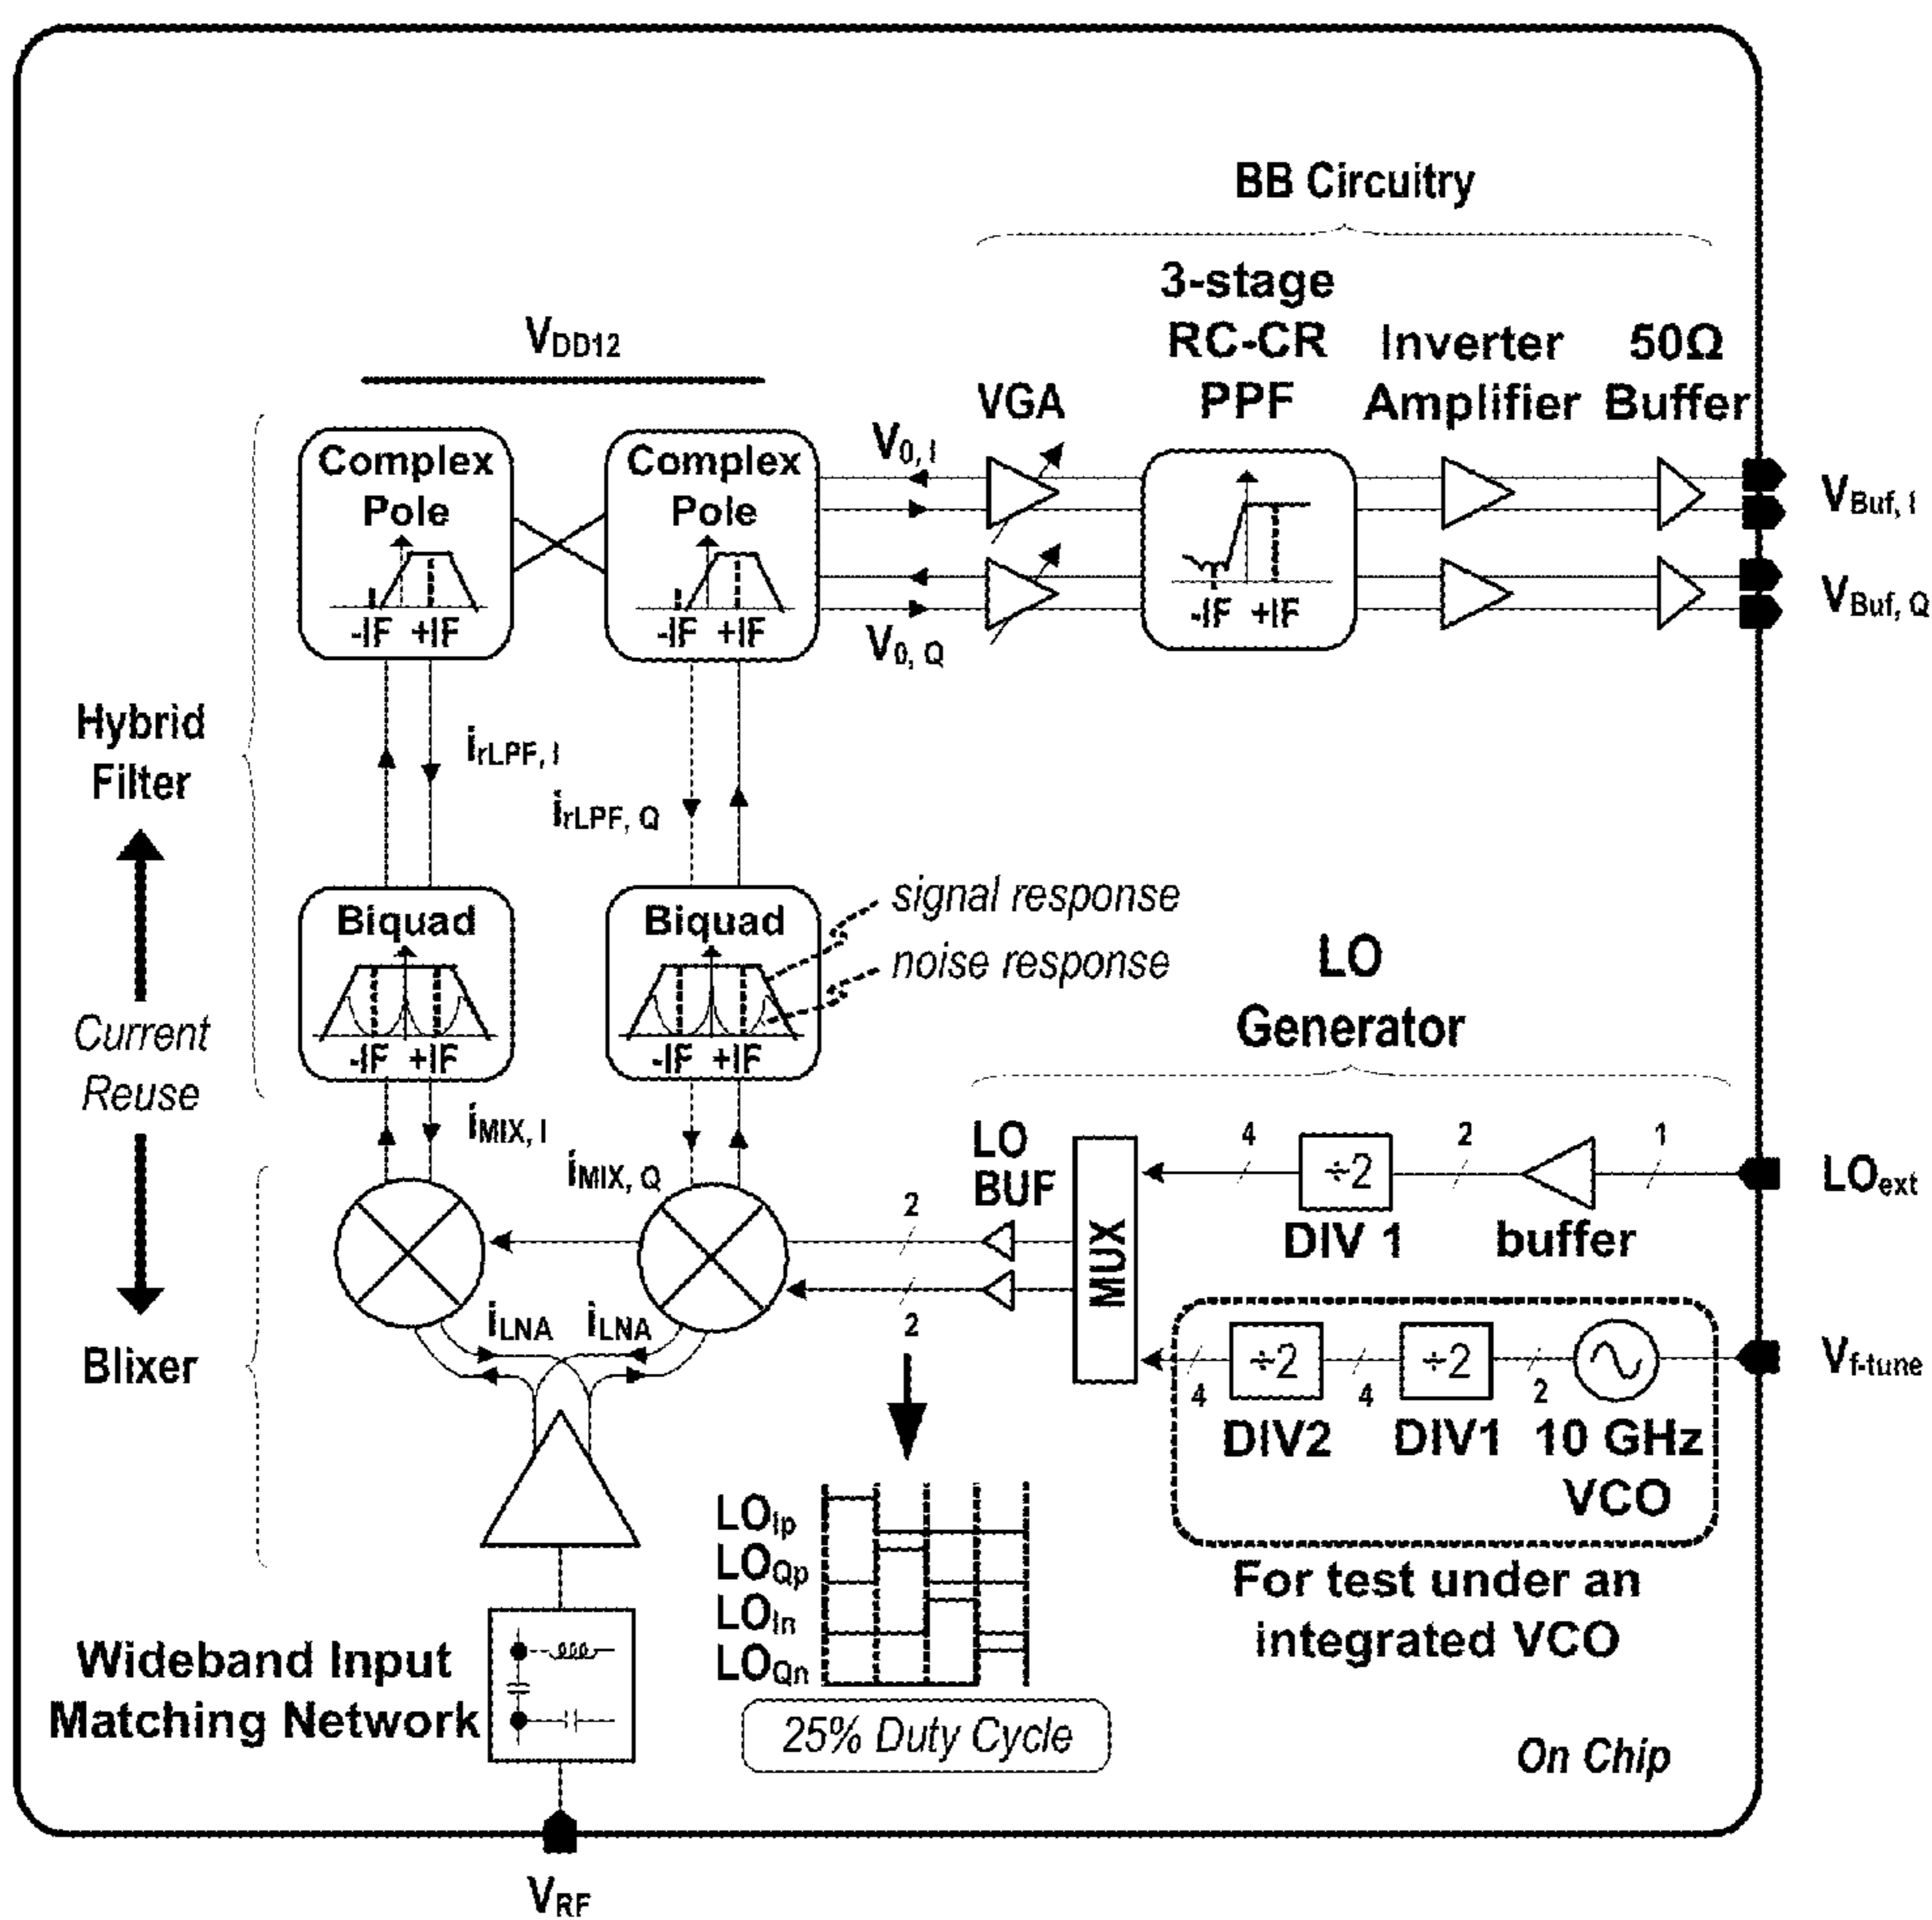 BB Circuitry
3-stage
RC-CR
PPF
Inverter
Amplifier
50Ω
Buffer
VGA
VDD12
Complex
Pole
-IF +IF
Complex
Pole
-IF +IF
V0, I
V0, Q
-IF +IF
VBuf, I
VBuf, Q
Hybrid
Filter
irLPF, I
irLPF, Q
Biquad
-IF +IF
Biquad
-IF +IF
signal response
noise response
Current
Reuse
LO
Generator
iMIX, I
iMIX, Q
LO
BUF
2
2
MUX
4
÷2
DIV 1
2
buffer
1
LOext
iLNA
iLNA
Blixer
4
÷2
DIV2
4
÷2
DIV1
2
10 GHz
VCO
Vf-tune
For test under an
integrated VCO
LOIp
LOQp
LOIn
LOQn
25% Duty Cycle
Wideband Input
Matching Network
On Chip
VRF